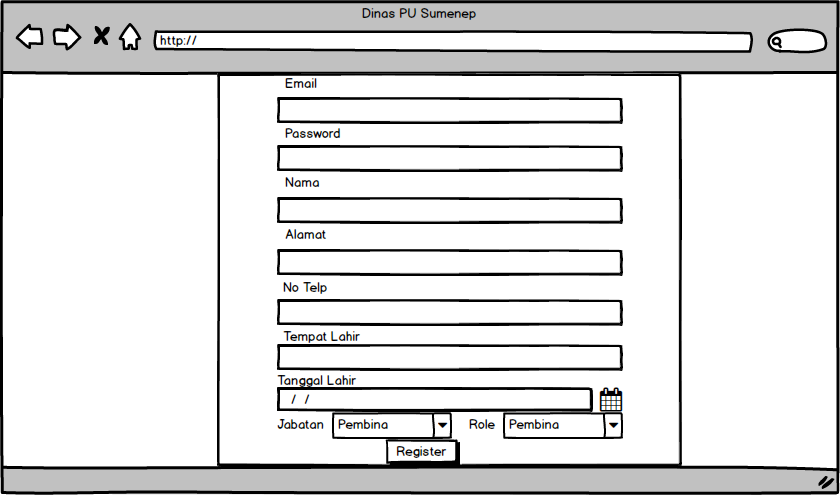 Dinas PU Sumenep
http://
Email
Password
Nama
Alamat
No Telp
Tempat Lahir
Tanggal Lahir
/ /
Jabatan Pembina Role Pembina
Register